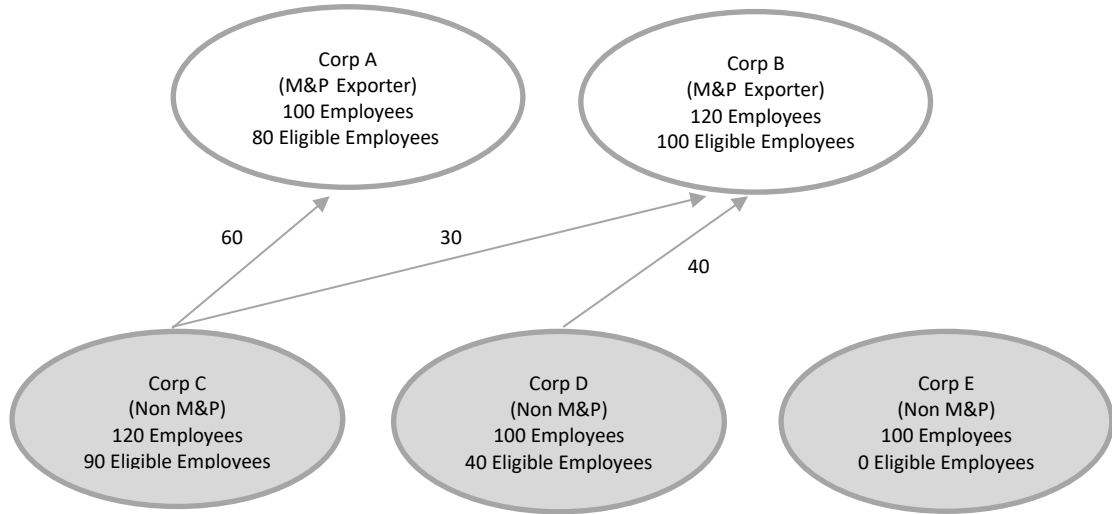 Corp A
(M&P Exporter)
100 Employees
80 Eligible Employees
Corp B
(M&P Exporter)
120 Employees
100 Eligible Employees
60
30
40
Corp C
(Non M&P)
120 Employees
90 Eligible Employees
Corp D
(Non M&P)
100 Employees
40 Eligible Employees
Corp E
(Non M&P)
100 Employees
0 Eligible Employees